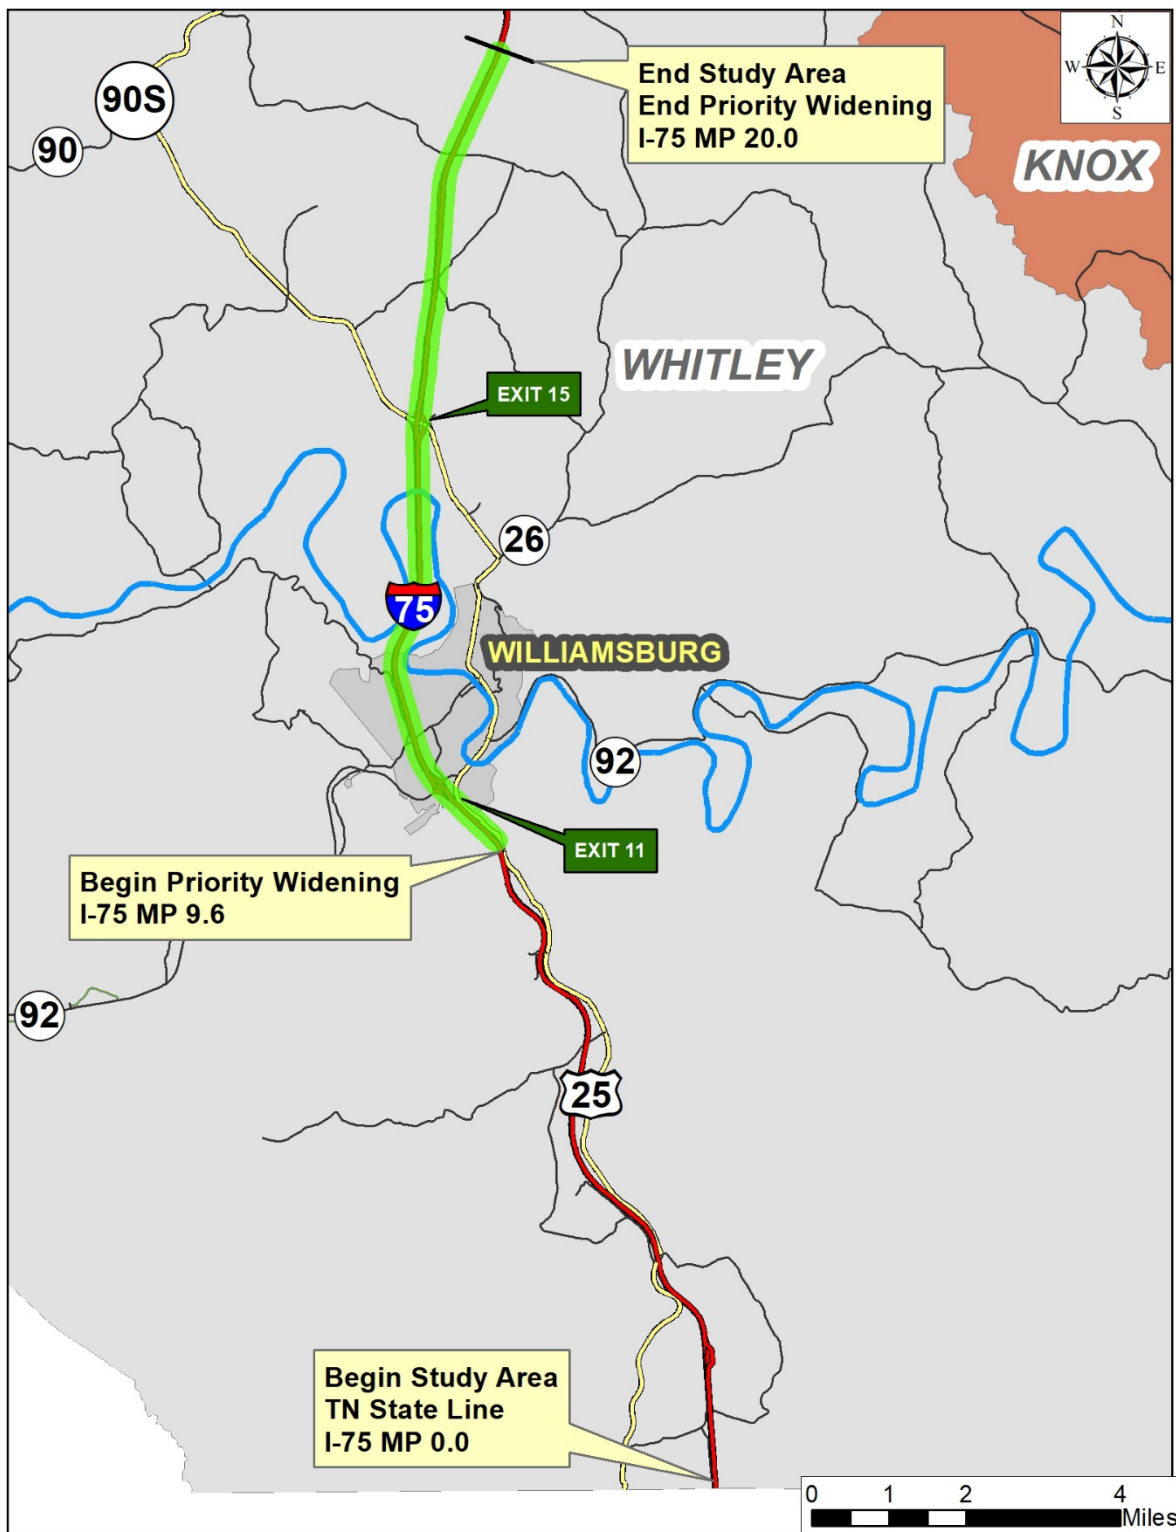 N
W E
S
End Study Area
End Priority Widening
I-75 MP 20.0
90S
90
KNOX
WHITLEY
EXIT 15
26
75
WILLIAMSBURG
92
EXIT 11
Begin Priority Widening
I-75 MP 9.6
92
25
Begin Study Area
TN State Line
I-75 MP 0.0
0 1 2 4
Miles